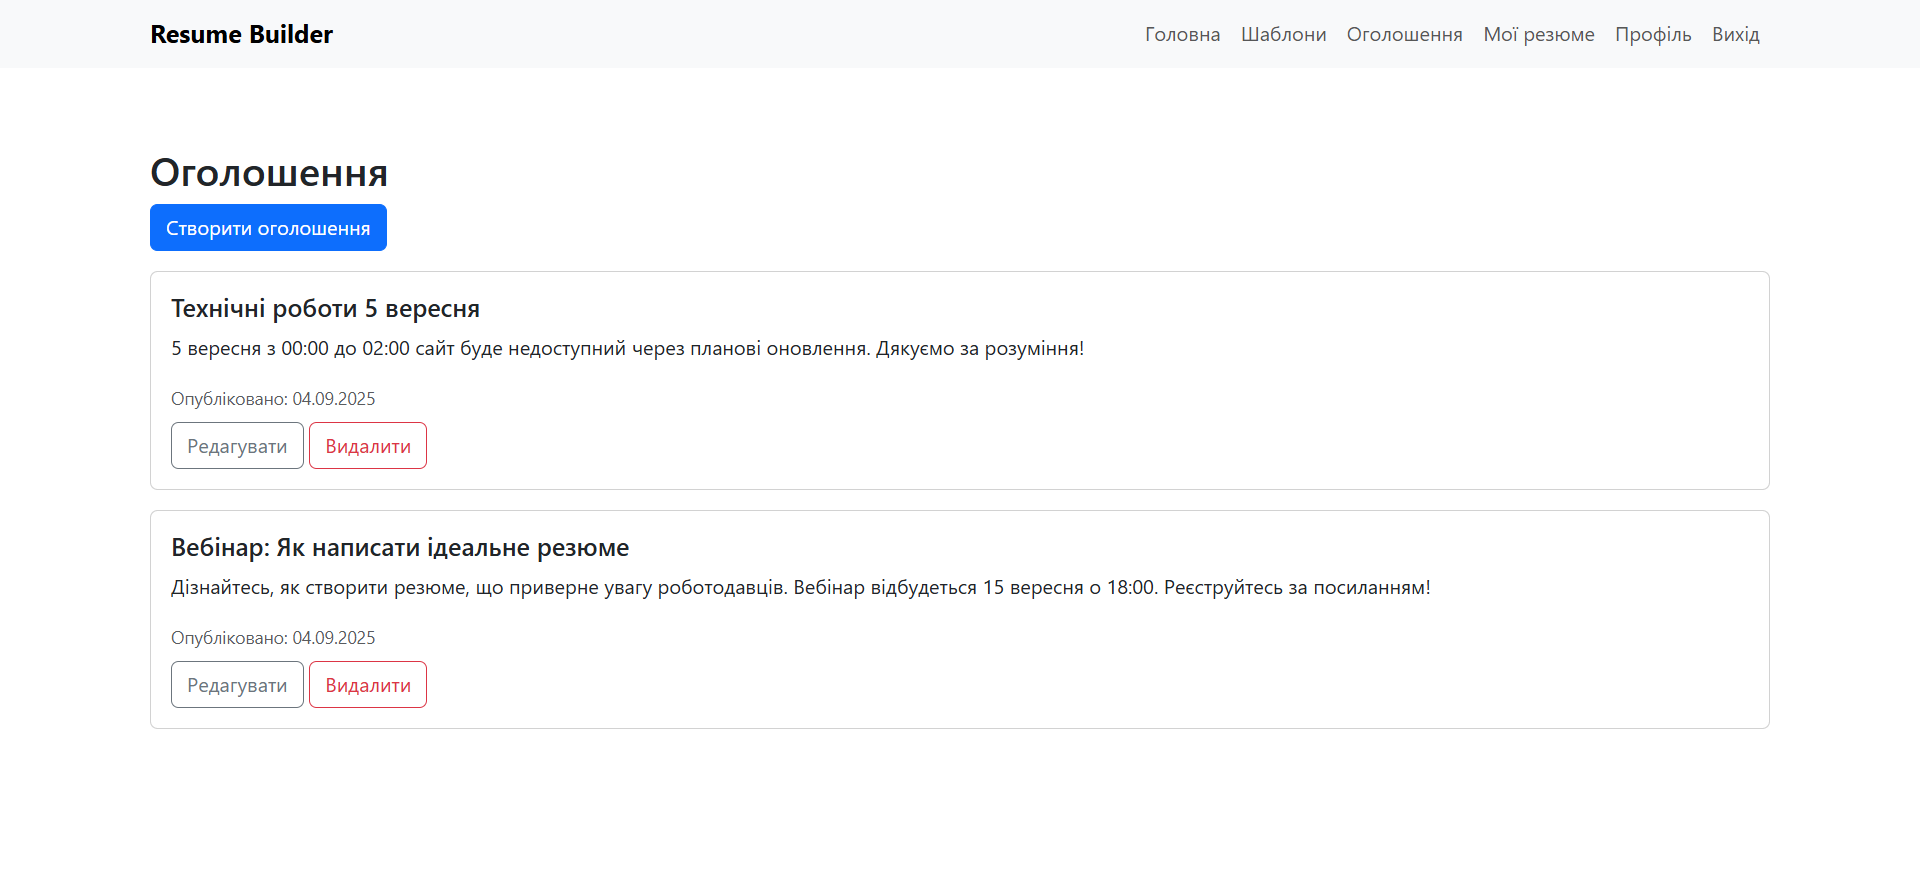 Resume Builder
Головна Шаблони Оголошення Мої резюме Профіль Вихід
Оголошення
Створити оголошення
Технічні роботи 5 вересня
5 вересня з 00:00 до 02:00 сайт буде недоступний через планові оновлення. Дякуємо за розуміння!
Опубліковано: 04.09.2025
Редагувати Видалити
Вебінар: Як написати ідеальне резюме
Дізнайтесь, як створити резюме, що приверне увагу роботодавців. Вебінар відбудеться 15 вересня о 18:00. Реєструйтесь за посиланням!
Опубліковано: 04.09.2025
Редагувати Видалити